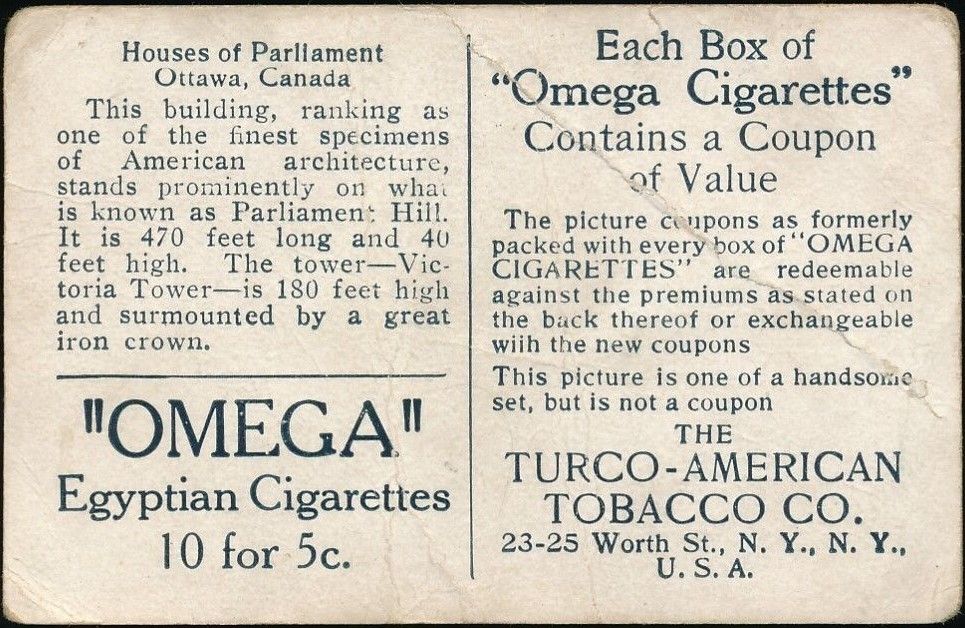 Houses of Parliament
Ottawa, Canada
This building, ranking as
one of the finest specimens
of American architecture,
stands prominently on what
is known as Parliament Hill.
It is 470 feet long and 40
feet high. The tower—Vic-
toria Tower—is 180 feet high
and surmounted by a great
iron crown.
"OMEGA"
Egyptian Cigarettes
10 for 5c.
Each Box of
“Omega Cigarettes”
Contains a Coupon
of Value
The picture coupons as formerly
packed with every box of "OMEGA
CIGARETTES" are redeemable
against the premiums as stated on
the back thereof or exchangeable
wiih the new coupons
This picture is one of a handsome
set, but is not a coupon
THE
TURCO-AMERICAN
TOBACCO CO.
23-25 Worth St., N. Y., N. Y.,
U. S. A.